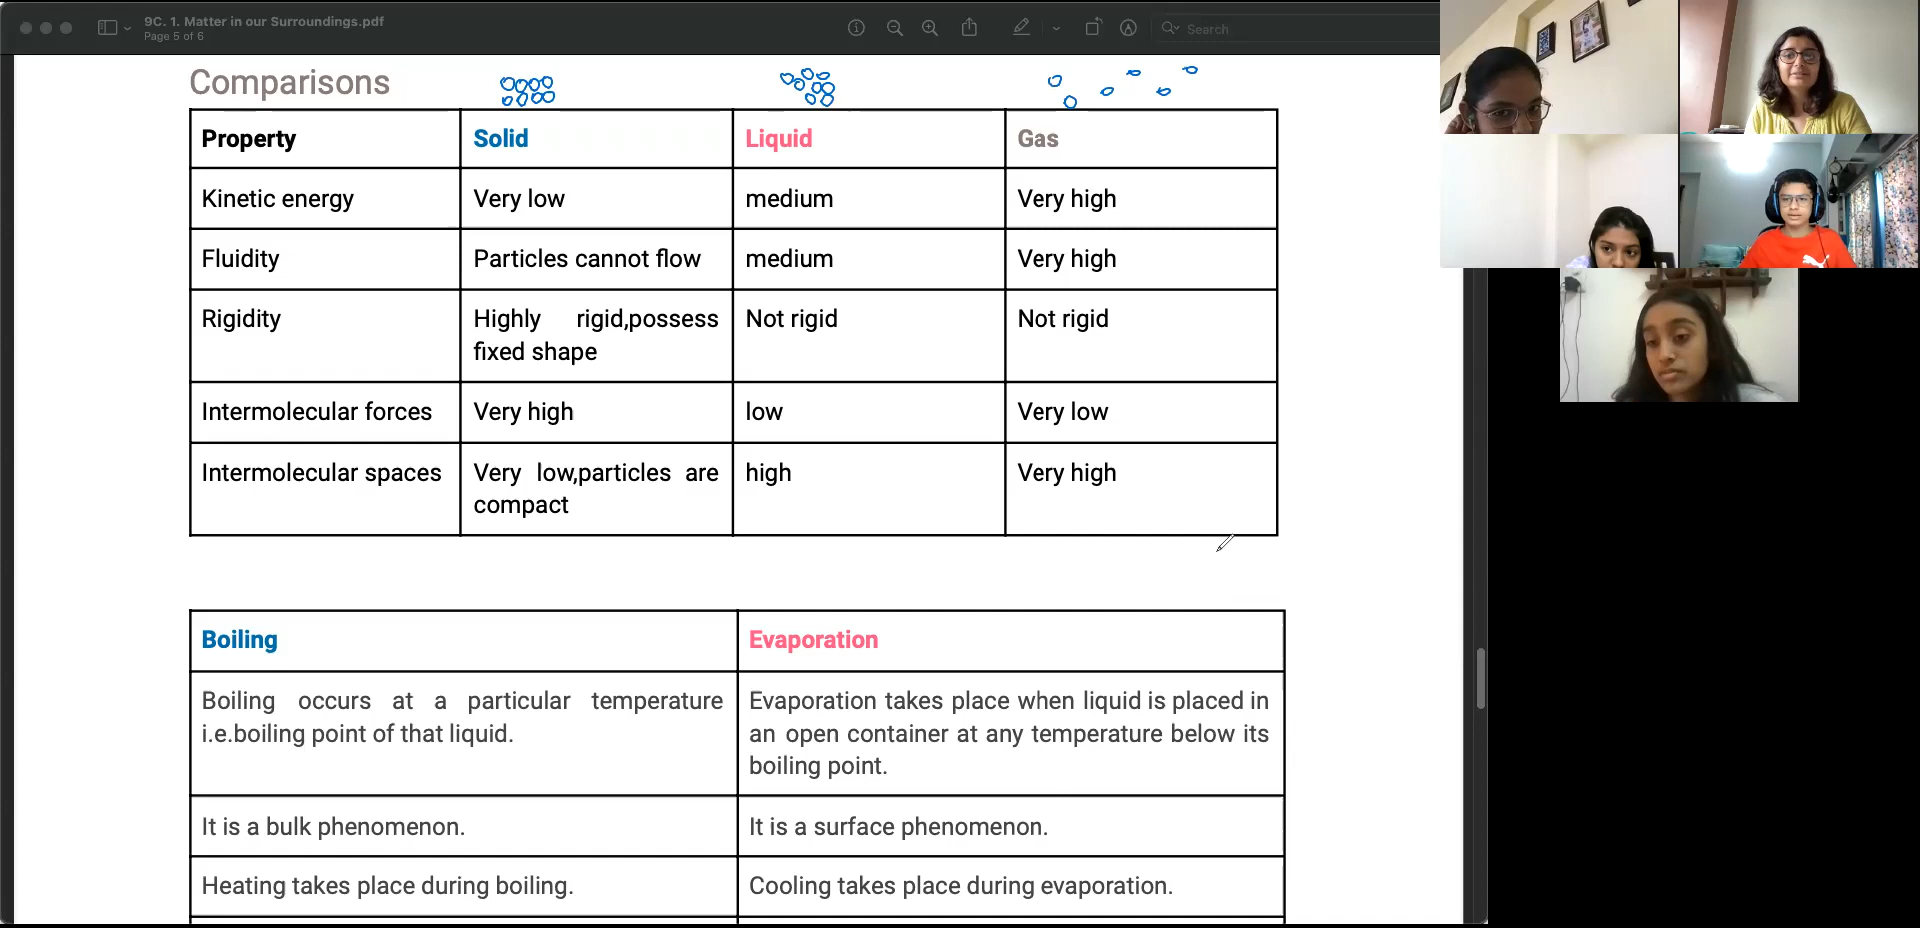 9C. 1. Matter in our Surroundings.pdf
Page 5 of 6
Search
Comparisons
Property Solid Liquid Gas
Kinetic energy Very low medium Very high
Fluidity Particles cannot flow medium Very high
Rigidity Highly rigid,possess Not rigid Not rigid
fixed shape
Intermolecular forces Very high low Very low
Intermolecular spaces Very low,particles are high Very high
compact
Boiling Evaporation
Boiling occurs at a particular temperature Evaporation takes place when liquid is placed in
i.e.boiling point of that liquid. an open container at any temperature below its
boiling point.
It is a bulk phenomenon. It is a surface phenomenon.
Heating takes place during boiling. Cooling takes place during evaporation.